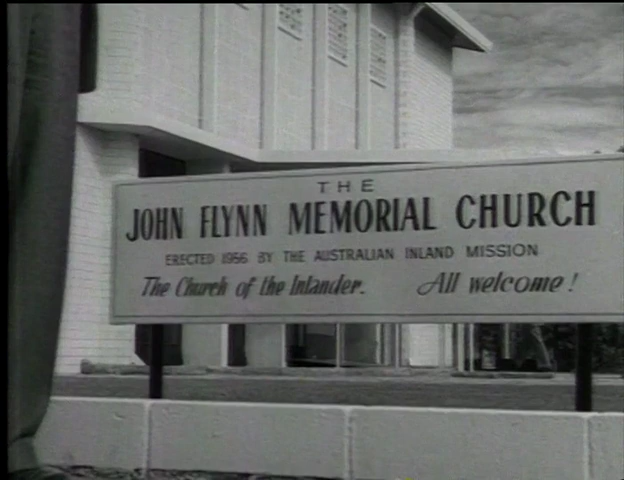 THE
JOHN FLYNN MEMORIAL CHURCH
ERECTED 1956 BY THE AUSTRALIAN INLAND MISSION
The Church of the Inlander. All welcome!